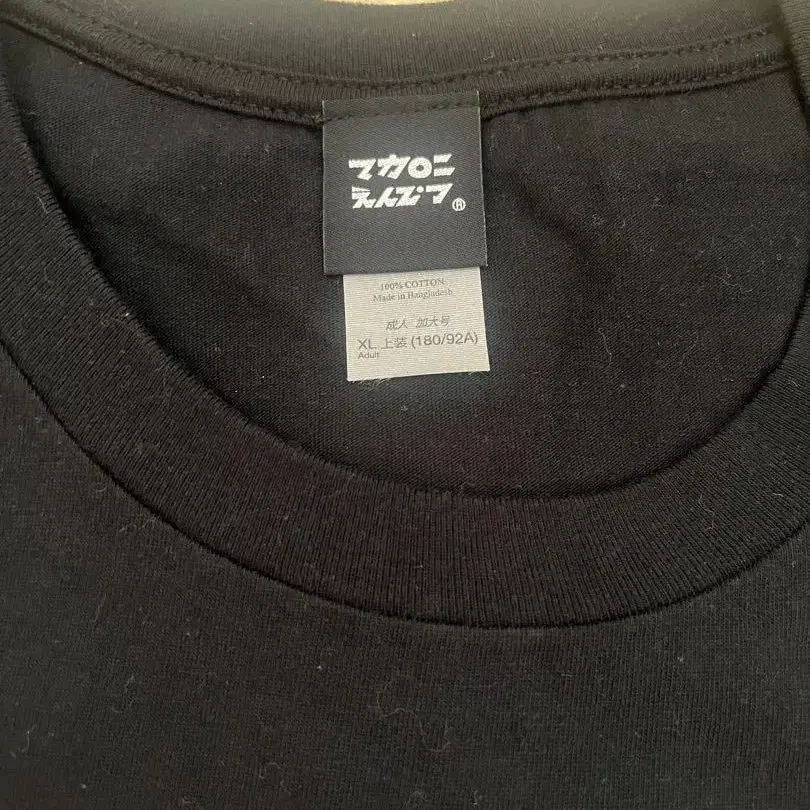 マカロニ
えんぴつ®
100% COTTON
Made in Bangladesh
成人 加大号
XL 上装 (180/92A)
Adult